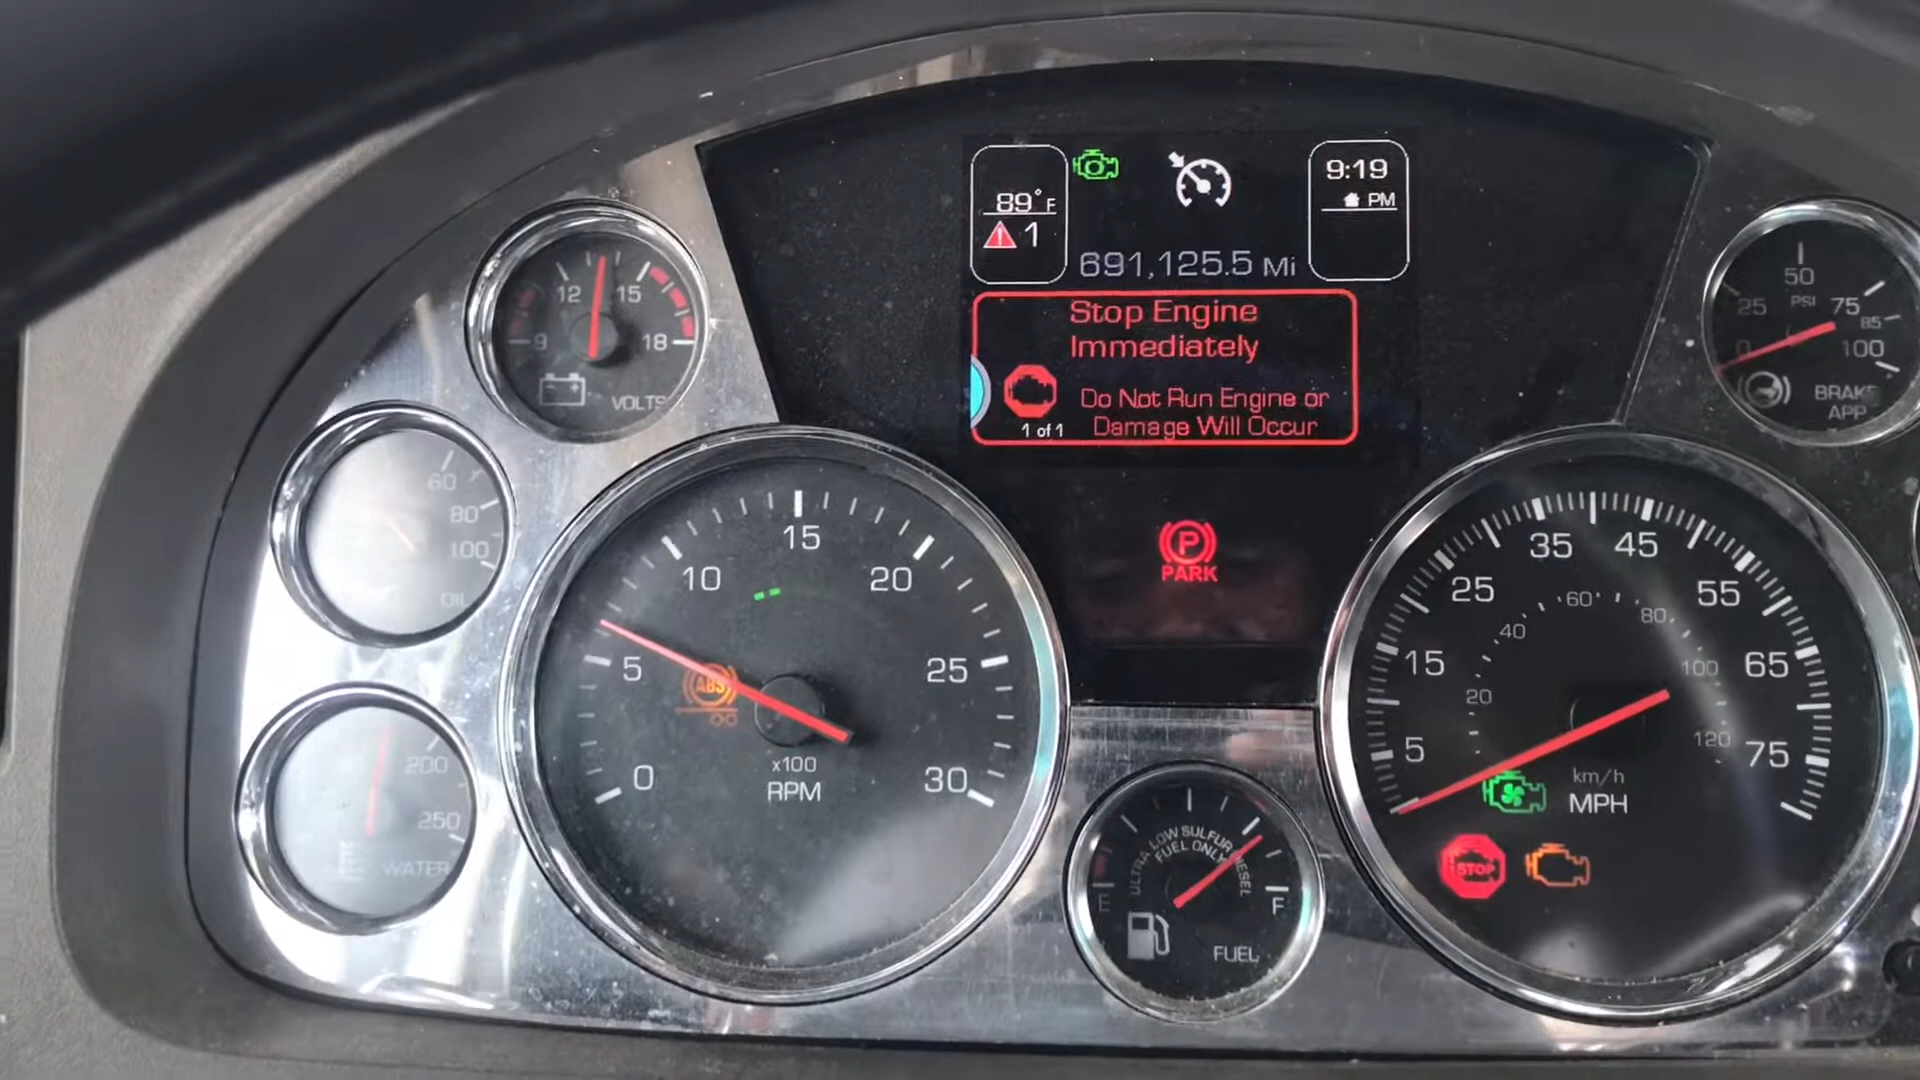 89°F
1
9:19
PM
691,125.5 Mi
Stop Engine
Immediately
Do Not Run Engine or
Damage Will Occur
1 of 1
P
PARK
9 12 15 18
VOLTS
60
80
100
OIL
200
250
WATER
0 5 10 15 20 25 30
ABS
x100
RPM
ULTRA LOW SULFUR DIESEL
FUEL ONLY
E F
FUEL
5 15 25 35 45 55 65 75
20 40 60 80 100 120
km/h
MPH
STOP
0 25 50 75 85 100
PSI
BRAKE
APP